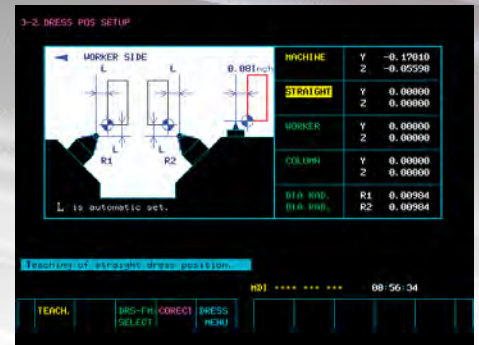 3-2.DRESS POS SETUP
WORKER SIDE
L L 0.08Inch
L L
R1 R2
L is automatic set.
MACHINE Y -0.17010
Z -0.05590
STRAIGHT Y 0.00000
Z 0.00000
WORKER Y 0.00000
Z 0.00000
COLUMN Y 0.00000
Z 0.00000
DIA RAD. R1 0.00984
DIA RAD. R2 0.00984
Teaching of straight dress position.
MDI **** *** *** 08:56:34
TEACH. DRS-FM CORECT DRESS
SELECT MENU